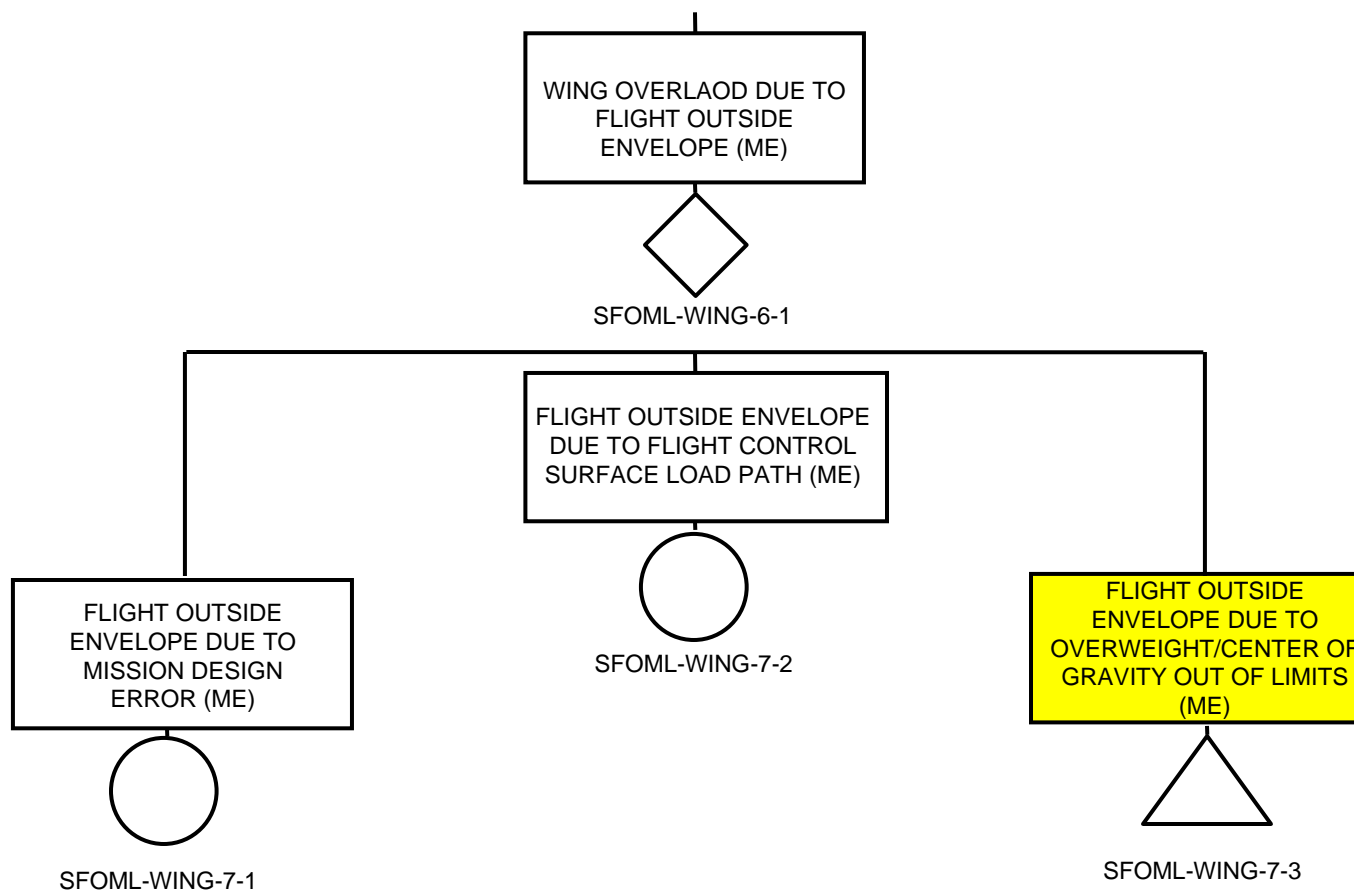 WING OVERLAOD DUE TO
FLIGHT OUTSIDE
ENVELOPE (ME)
SFOML-WING-6-1
FLIGHT OUTSIDE ENVELOPE
DUE TO FLIGHT CONTROL
SURFACE LOAD PATH (ME)
SFOML-WING-7-2
FLIGHT OUTSIDE
ENVELOPE DUE TO
MISSION DESIGN
ERROR (ME)
SFOML-WING-7-1
FLIGHT OUTSIDE
ENVELOPE DUE TO
OVERWEIGHT/CENTER OF
GRAVITY OUT OF LIMITS
(ME)
SFOML-WING-7-3